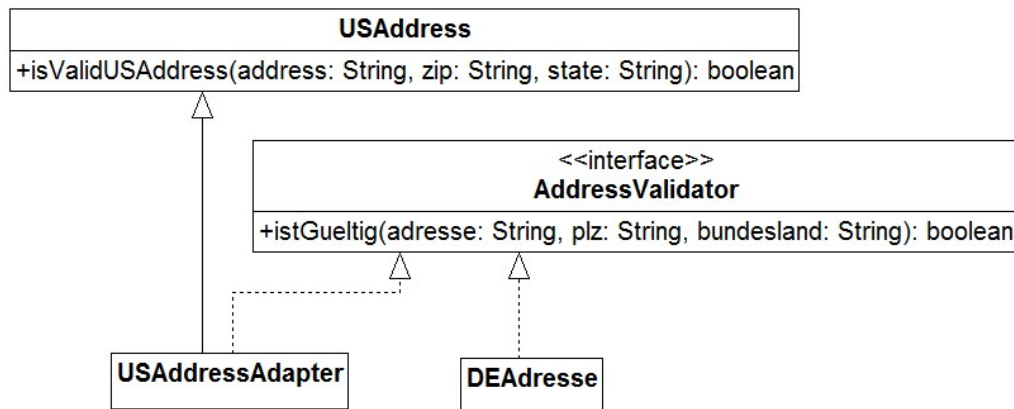 USAddress
+isValidUSAddress(address: String, zip: String, state: String): boolean
<<interface>>
AddressValidator
+istGueltig(adresse: String, plz: String, bundesland: String): boolean
USAddressAdapter
DEAdresse